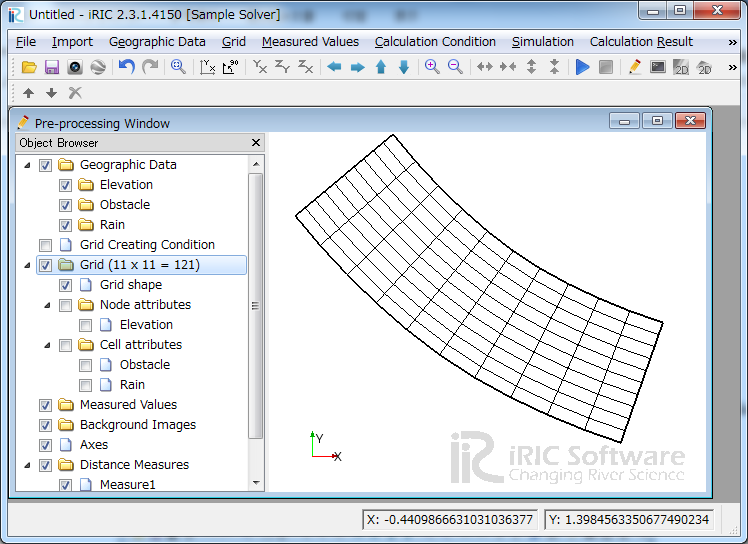 Untitled - iRIC 2.3.1.4150 [Sample Solver]
File Import Geographic Data Grid Measured Values Calculation Condition Simulation Calculation Result »
Pre-processing Window
Object Browser
Geographic Data
Elevation
Obstacle
Rain
Grid Creating Condition
Grid (11 x 11 = 121)
Grid shape
Node attributes
Elevation
Cell attributes
Obstacle
Rain
Measured Values
Background Images
Axes
Distance Measures
Measure1
Y
X
iRIC Software
Changing River Science
X: -0.4409866631031036377 Y: 1.3984563350677490234